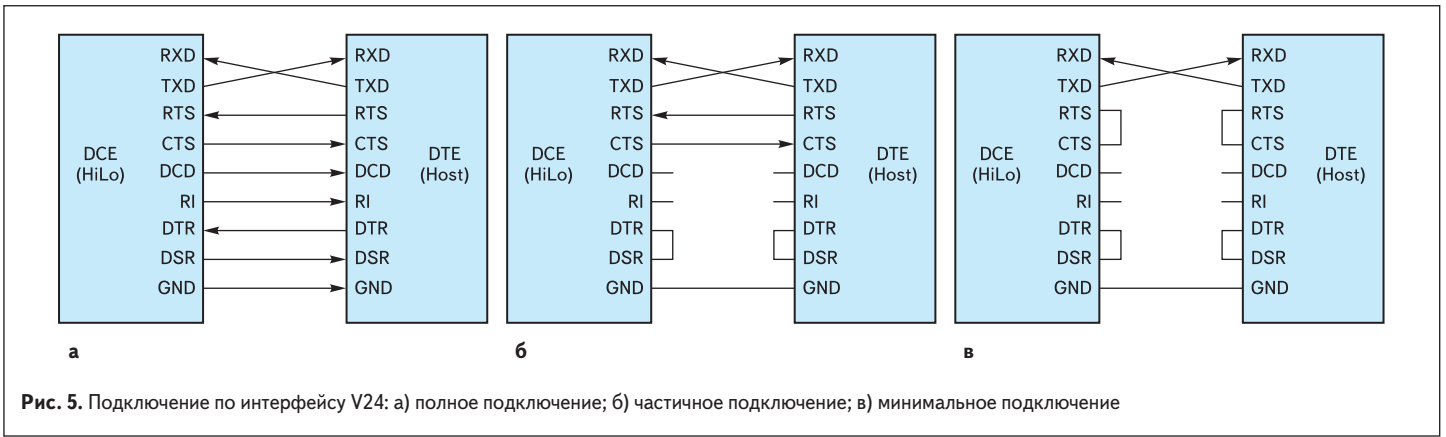 RXD RXD RXD RXD RXD RXD
TXD TXD TXD TXD TXD TXD
RTS RTS RTS RTS RTS RTS
CTS CTS CTS CTS CTS CTS
DCE DTE DCE DTE DCE DTE
(HiLo) DCD DCD (Host) (HiLo) DCD DCD (Host) (HiLo) DCD DCD (Host)
RI RI RI RI RI RI
DTR DTR DTR DTR DTR DTR
DSR DSR DSR DSR DSR DSR
GND GND GND GND GND GND
а б в
Рис. 5. Подключение по интерфейсу V24: а) полное подключение; б) частичное подключение; в) минимальное подключение